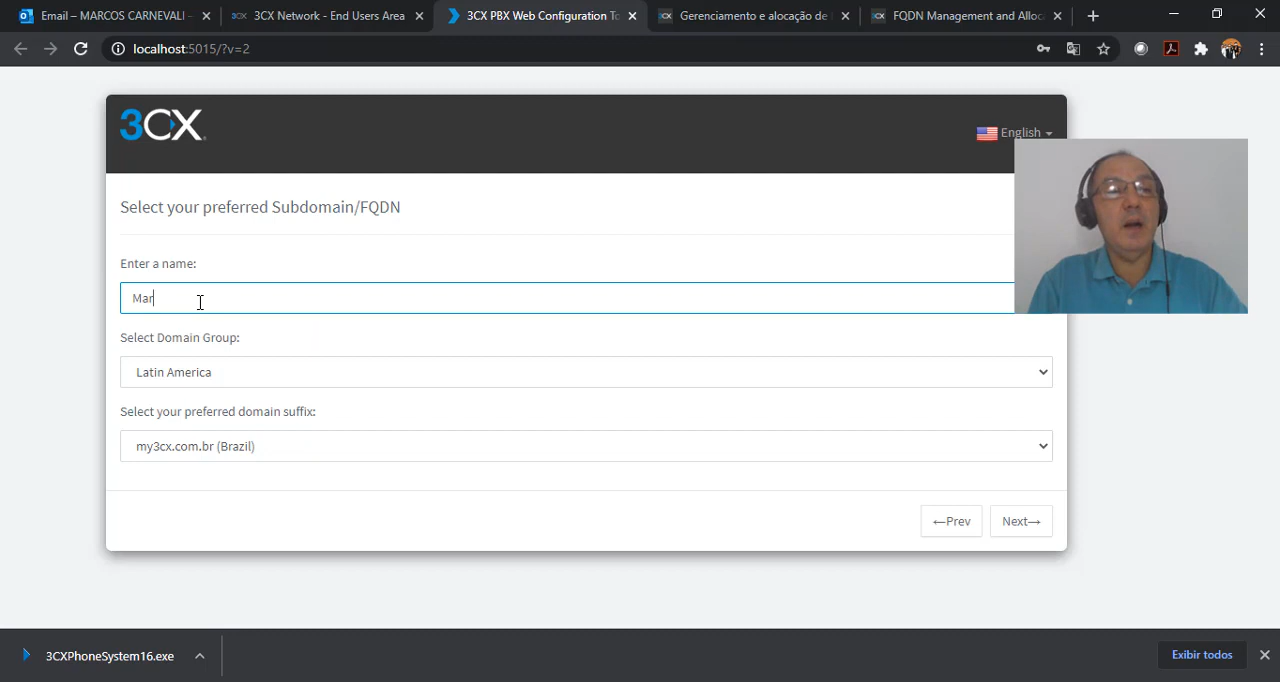 Email – MARCOS CARNEVALI -
3CX Network - End Users Area
3CX PBX Web Configuration To
Gerenciamento e alocação de
FQDN Management and Alloc
localhost:5015/?v=2
3CX
English
Select your preferred Subdomain/FQDN
Enter a name:
Mar
Select Domain Group:
Latin America
Select your preferred domain suffix:
my3cx.com.br (Brazil)
←Prev
Next→
3CXPhoneSystem16.exe
Exibir todos